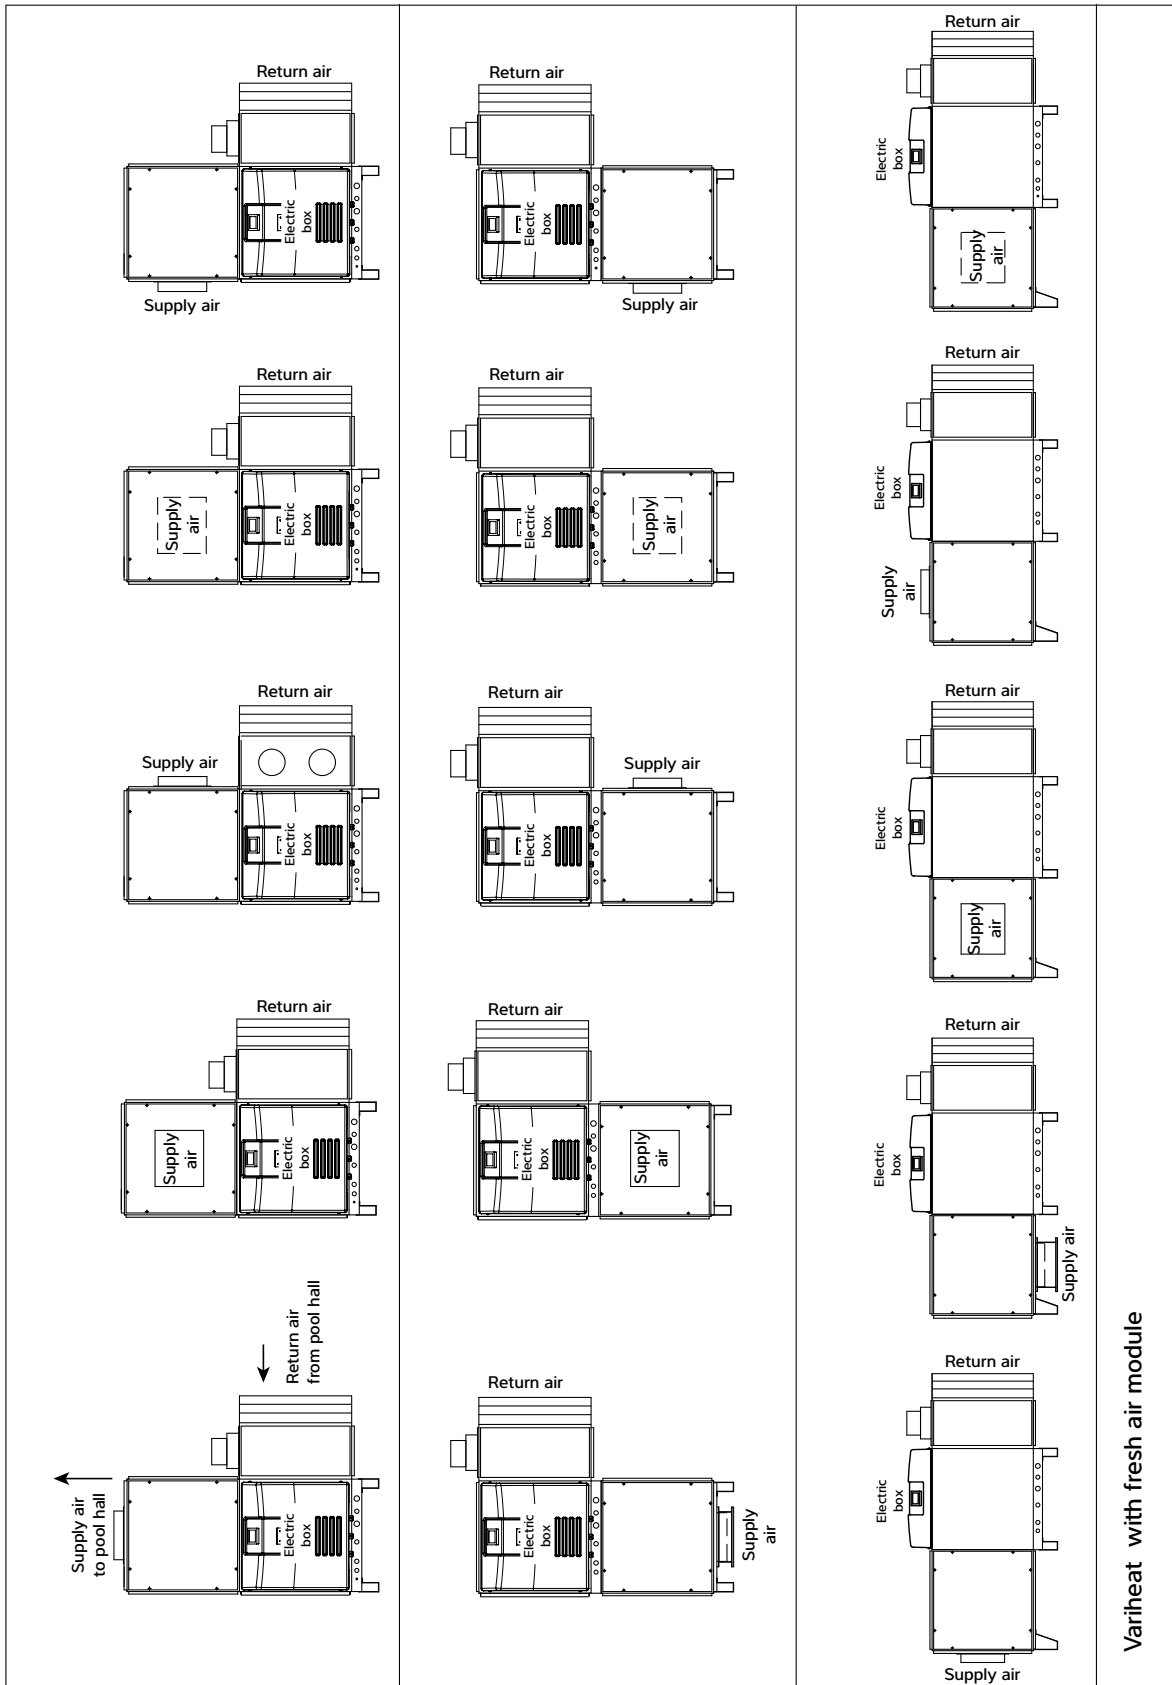 Return air
Electric
box
Supply air
Return air
Supply
air
Electric
box
Return air
Supply air
Electric
box
Return air
Supply
air
Electric
box
Return air
from pool hall
Supply air
to pool hall
Electric
box
Return air
Electric
box
Supply air
Return air
Electric
box
Supply
air
Return air
Supply air
Electric
box
Return air
Electric
box
Supply
air
Return air
Electric
box
Supply
air
Return air
Electric
box
Supply
air
Return air
Electric
box
Supply
air
Return air
Electric
box
Supply
air
Return air
Electric
box
Supply air
Return air
Electric
box
Supply air
Variheat with fresh air module